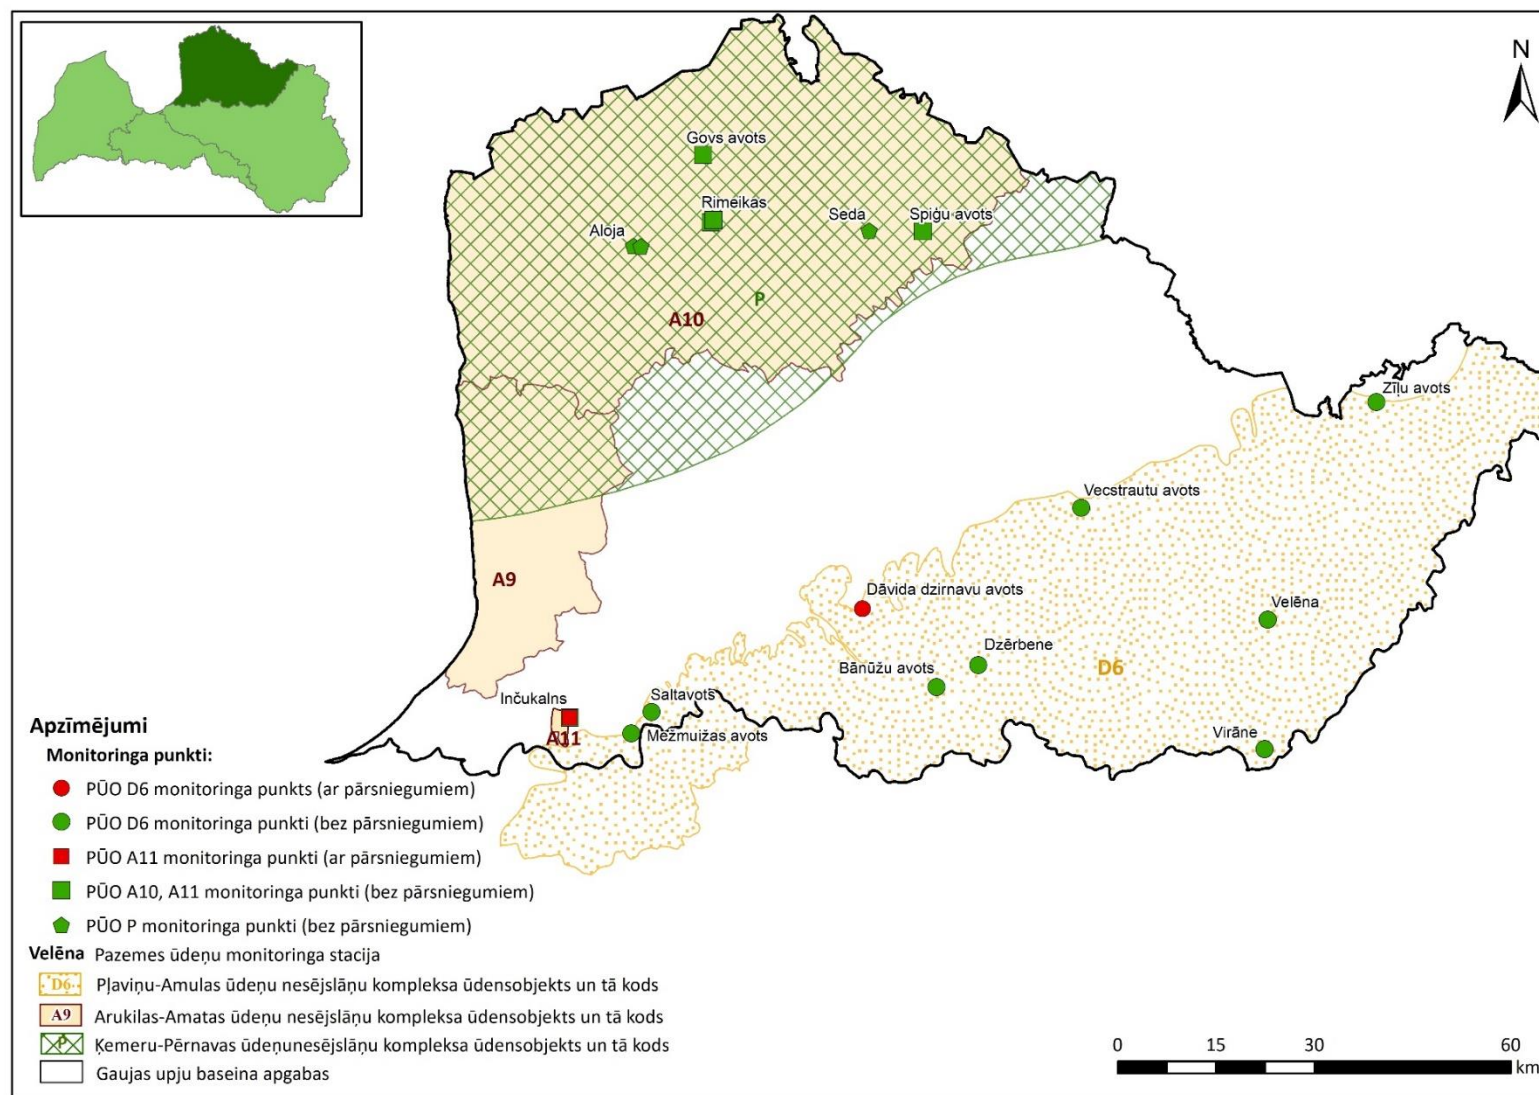 N
Govs avots
Rimeikas
Seda
Spiģu avots
Aloja
P
A10
Zīļu avots
Vecstrautu avots
A9
Dāvida dzirnavu avots
Velēna
Dzērbene
Bānūžu avots
D6
Inčukalns
Saltavots
A11
Mežmuižas avots
Virāne
Apzīmējumi
Monitoringa punkti:
PŪO D6 monitoringa punkts (ar pārsniegumiem)
PŪO D6 monitoringa punkti (bez pārsniegumiem)
PŪO A11 monitoringa punkti (ar pārsniegumiem)
PŪO A10, A11 monitoringa punkti (bez pārsniegumiem)
PŪO P monitoringa punkti (bez pārsniegumiem)
Velēna Pazemes ūdeņu monitoringa stacija
D6 Pļaviņu-Amulas ūdeņu nesējslāņu kompleksa ūdensobjekts un tā kods
A9 Arukilas-Amatas ūdeņu nesējslāņu kompleksa ūdensobjekts un tā kods
P Ķemeru-Pērnavas ūdeņunesējslāņu kompleksa ūdensobjekts un tā kods
Gaujas upju baseina apgabas
0 15 30 60
km